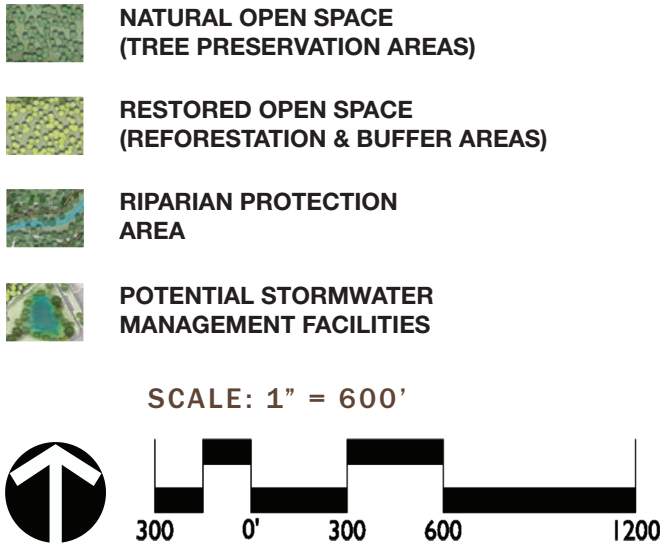 NATURAL OPEN SPACE
(TREE PRESERVATION AREAS)
RESTORED OPEN SPACE
(REFORESTATION & BUFFER AREAS)
RIPARIAN PROTECTION
AREA
POTENTIAL STORMWATER
MANAGEMENT FACILITIES
SCALE: 1” = 600’
300 0' 300 600 1200